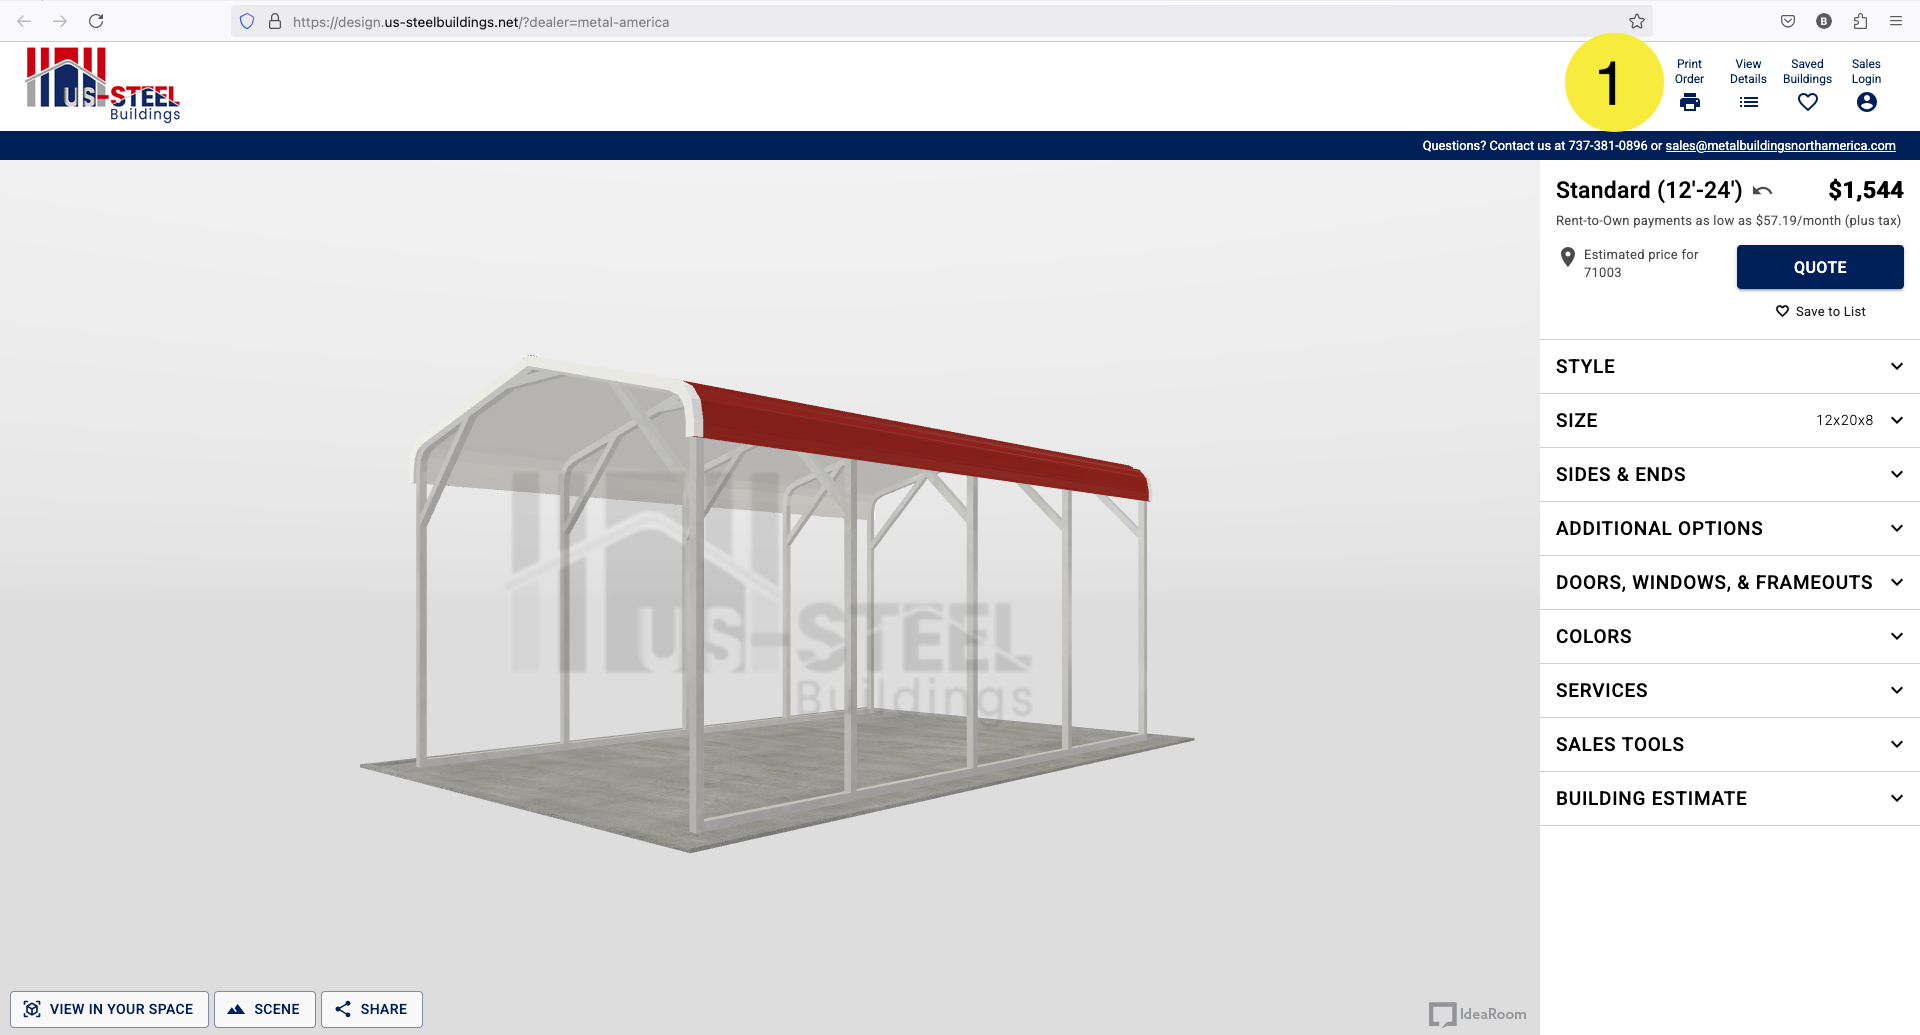 https://design.us-steelbuildings.net/?dealer=metal-america
B
US-STEEL
Buildings
1
Print Order
View Details
Saved Buildings
Sales Login
Questions? Contact us at 737-381-0896 or sales@metalbuildingsnorthamerica.com
Standard (12'-24') $1,544
Rent-to-Own payments as low as $57.19/month (plus tax)
Estimated price for
71003
QUOTE
Save to List
STYLE
SIZE 12x20x8
SIDES & ENDS
ADDITIONAL OPTIONS
DOORS, WINDOWS, & FRAMEOUTS
COLORS
SERVICES
SALES TOOLS
BUILDING ESTIMATE
US-STEEL
Buildings
VIEW IN YOUR SPACE
SCENE
SHARE
IdeaRoom